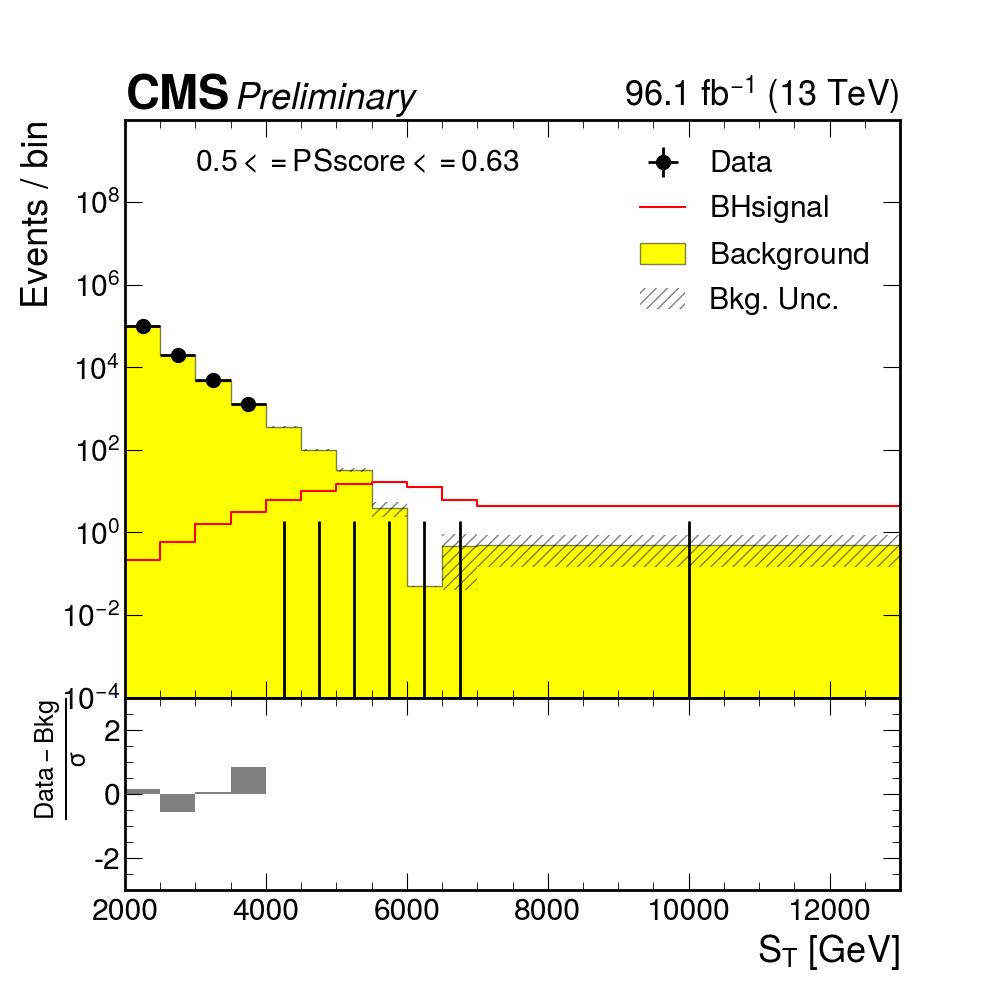 CMS Preliminary
96.1 fb⁻¹ (13 TeV)
Events / bin
0.5 < = PSscore < = 0.63
Data
BHsignal
Background
Bkg. Unc.
10⁸
10⁶
10⁴
10²
10⁰
10⁻²
10⁻⁴
Data – Bkg
σ
2
0
-2
2000 4000 6000 8000 10000 12000
S_T [GeV]